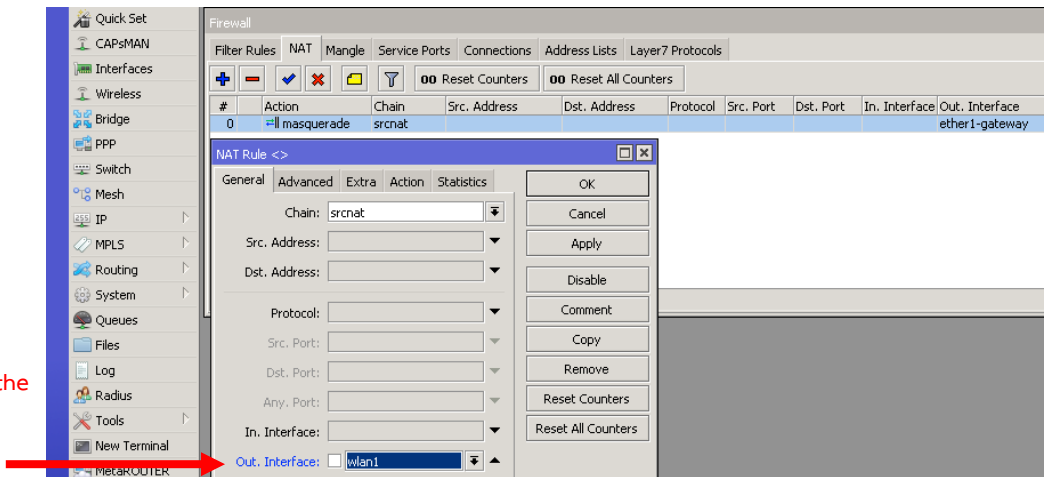 Quick Set
CAPsMAN
Interfaces
Wireless
Bridge
PPP
Switch
Mesh
IP
MPLS
Routing
System
Queues
Files
Log
Radius
Tools
New Terminal
MetaROUTER
the
Firewall
Filter Rules NAT Mangle Service Ports Connections Address Lists Layer7 Protocols
00 Reset Counters 00 Reset All Counters
# Action Chain Src. Address Dst. Address Protocol Src. Port Dst. Port In. Interface Out. Interface
0 masquerade srcnat ether1-gateway
NAT Rule <>
General Advanced Extra Action Statistics
Chain: srcnat
Src. Address:
Dst. Address:
Protocol:
Src. Port:
Dst. Port:
Any. Port:
In. Interface:
Out. Interface: wlan1
OK
Cancel
Apply
Disable
Comment
Copy
Remove
Reset Counters
Reset All Counters